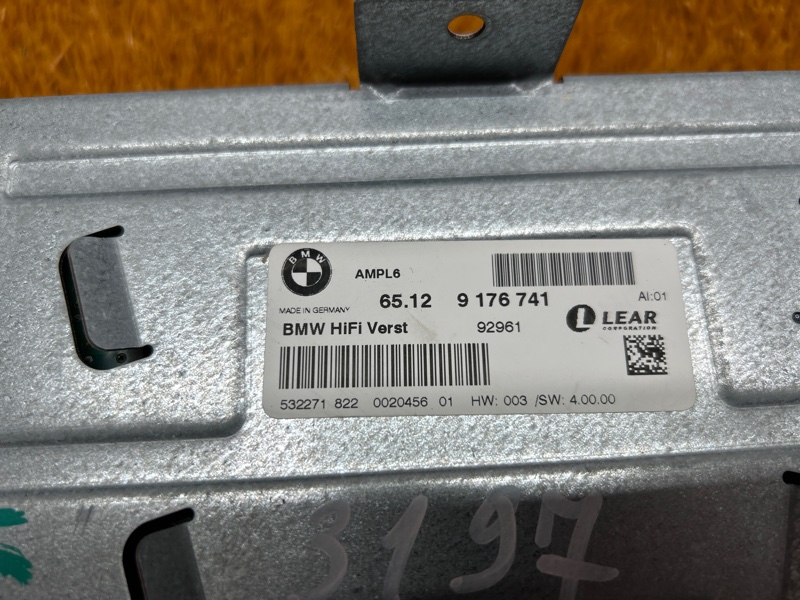 BMW
AMPL6
65.12 9 176 741 AI:01
MADE IN GERMANY
BMW HiFi Verst 92961 L LEAR
CORPORATION
532271 822 0020456 01 HW: 003 /SW: 4.00.00
3197